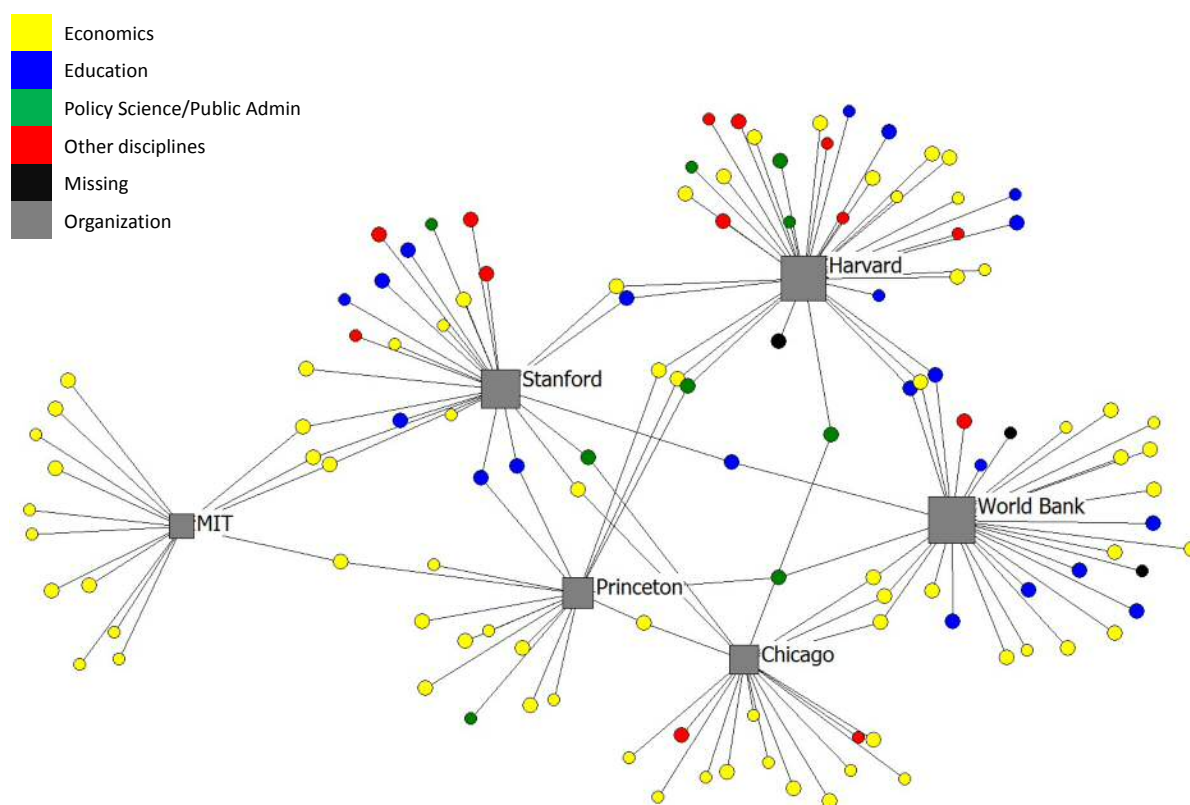 Economics
Education
Policy Science/Public Admin
Other disciplines
Missing
Organization
Harvard
Stanford
World Bank
MIT
Princeton
Chicago